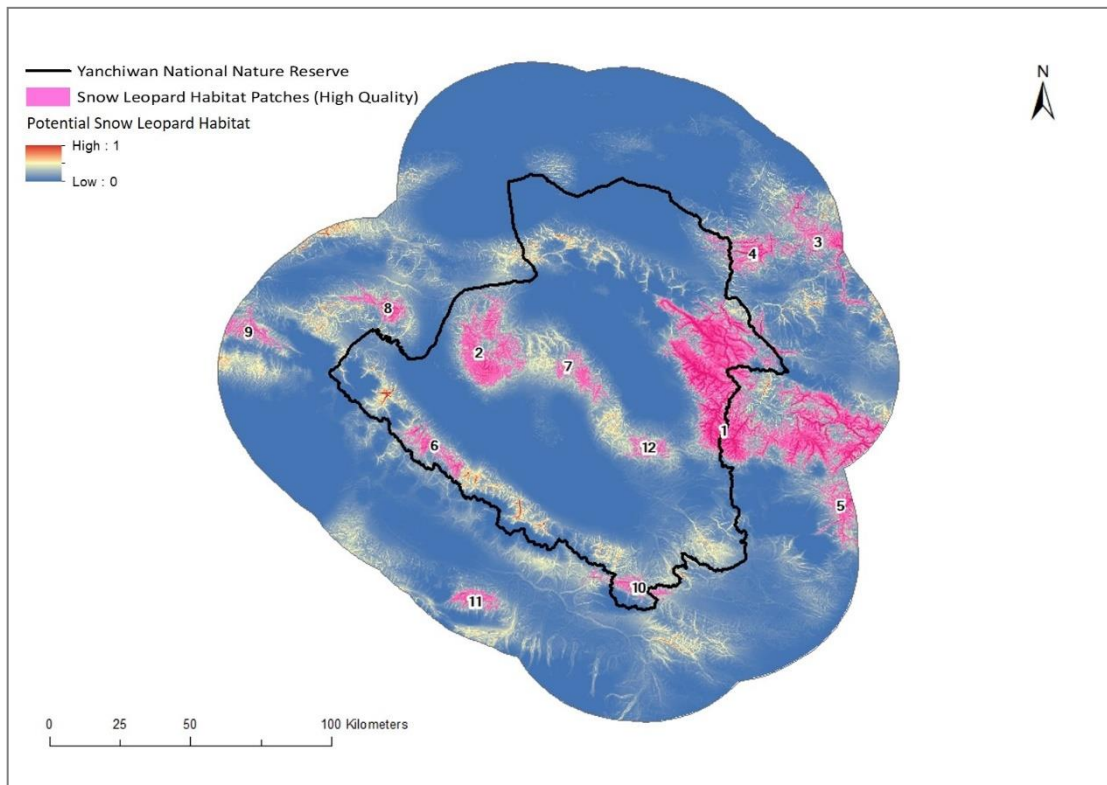 Yanchiwan National Nature Reserve
Snow Leopard Habitat Patches (High Quality)
Potential Snow Leopard Habitat
High : 1
Low : 0
N
3
4
8
9
2
7
1
6
12
5
10
11
0 25 50 100 Kilometers